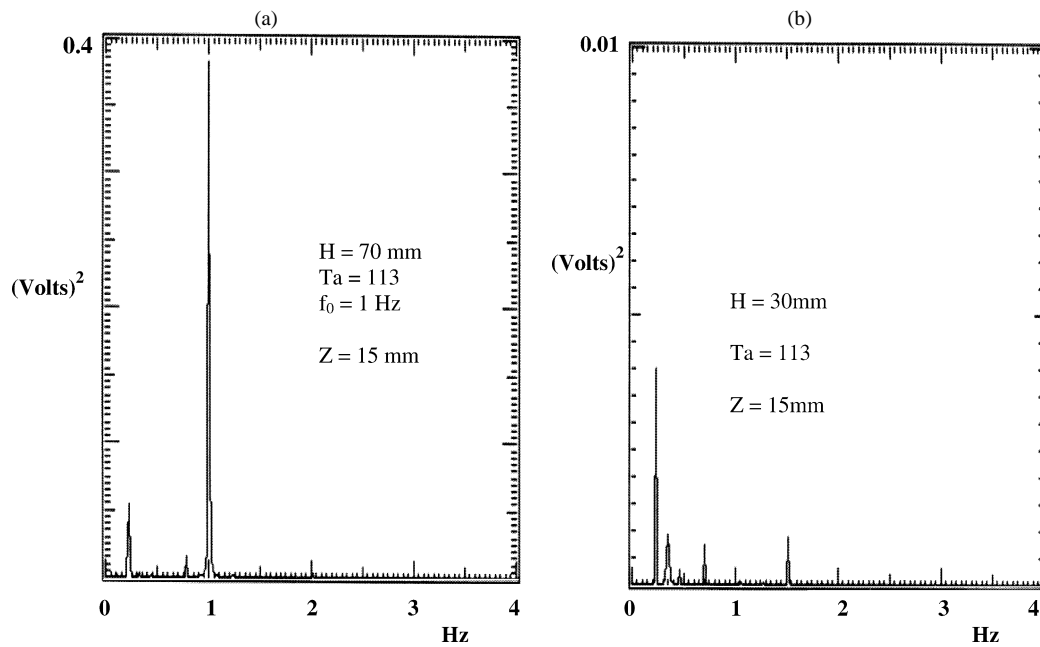 (a)
0.4
(Volts)²
H = 70 mm
Ta = 113
f₀ = 1 Hz
Z = 15 mm
0 1 2 3 4
Hz
(b)
0.01
(Volts)²
H = 30mm
Ta = 113
Z = 15mm
0 1 2 3 4
Hz